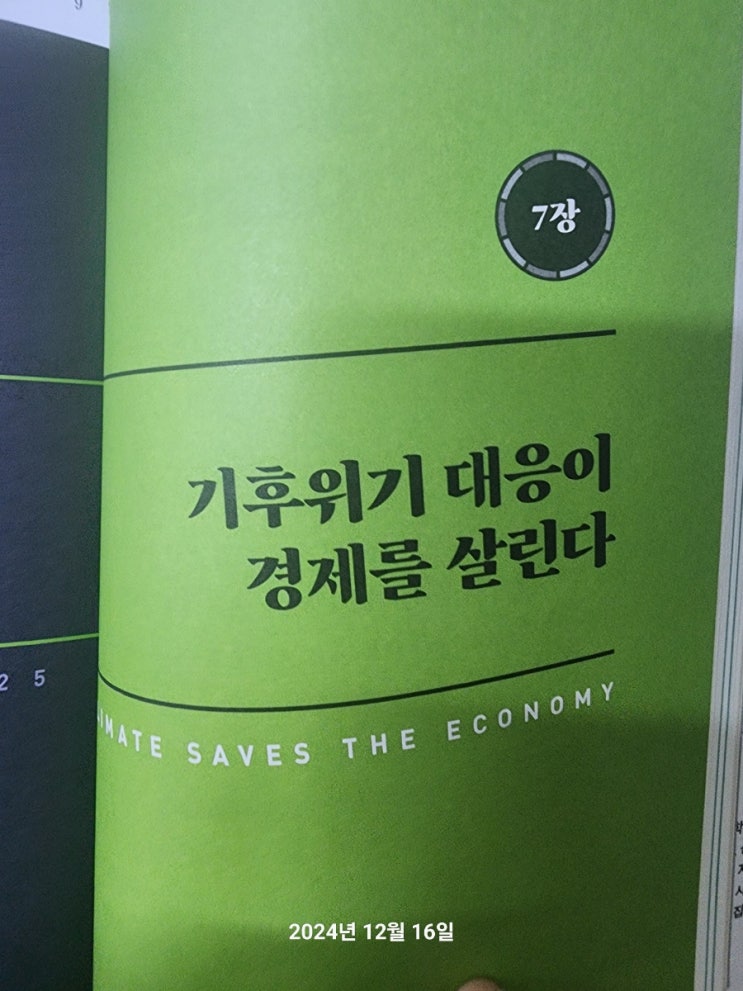 7장
기후위기 대응이
경제를 살린다
SAVES THE ECONOMY
2 5
2024년 12월 16일